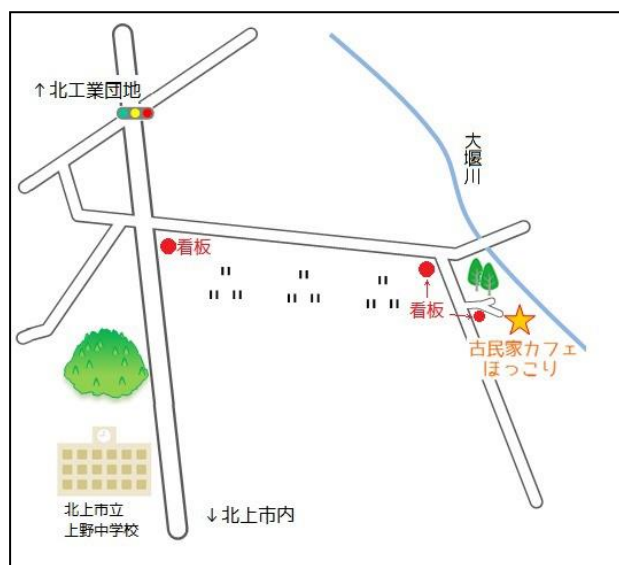 ↑北工業団地
大堰川
看板
看板
古民家カフェ
ほっこり
北上市立
上野中学校
↓北上市内